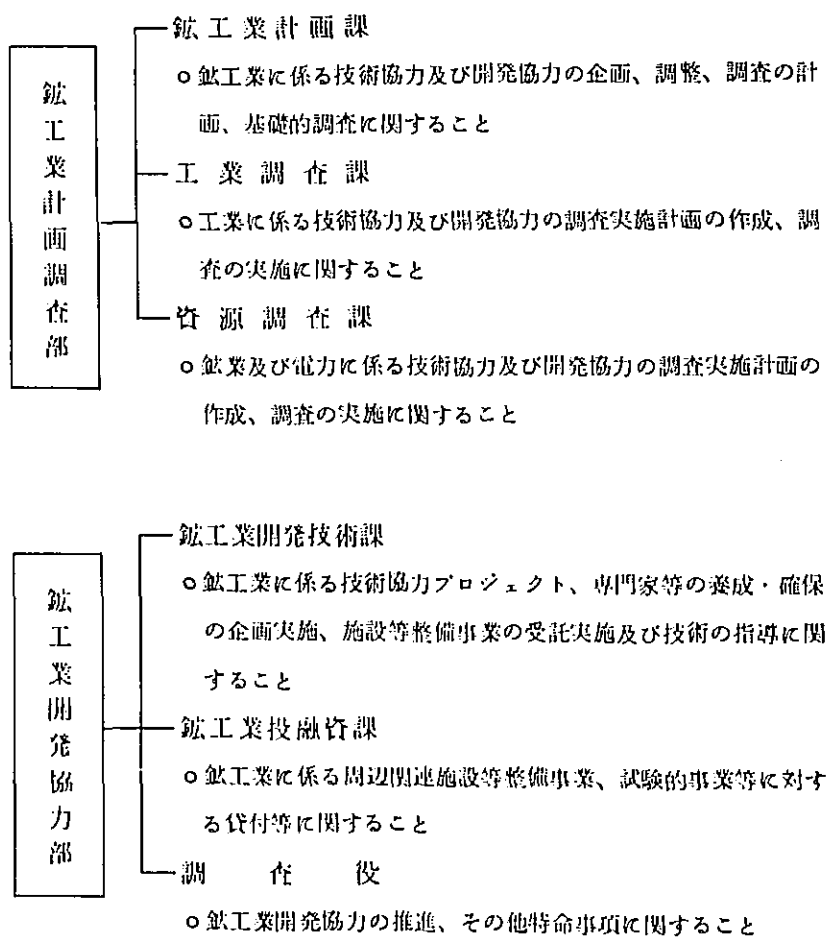 鉱工業計画調査部
鉱工業計画課
o 鉱工業に係る技術協力及び開発協力の企画、調整、調査の計
画、基礎的調査に関すること
工業調査課
o 工業に係る技術協力及び開発協力の調査実施計画の作成、調
査の実施に関すること
資源調査課
o 鉱業及び電力に係る技術協力及び開発協力の調査実施計画の
作成、調査の実施に関すること
鉱工業開発協力部
鉱工業開発技術課
o 鉱工業に係る技術協力プロジェクト、専門家等の養成・確保
の企画実施、施設等整備事業の受託実施及び技術の指導に関
すること
鉱工業投融資課
o 鉱工業に係る周辺関連施設等整備事業、試験的事業等に対す
る貸付等に関すること
調査役
o 鉱工業開発協力の推進、その他特命事項に関すること